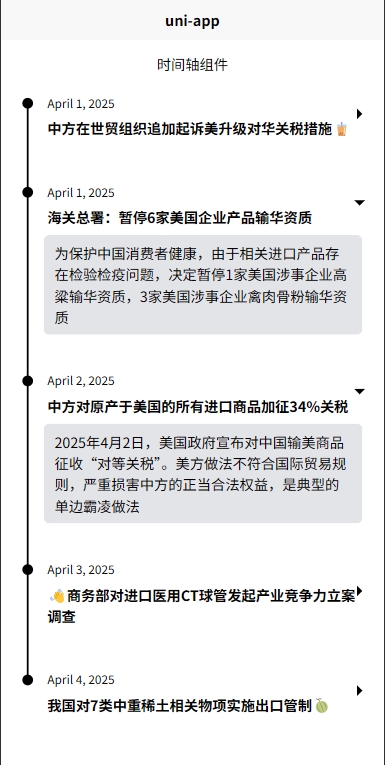 uni-app
时间轴组件
April 1, 2025
中方在世贸组织追加起诉美升级对华关税措施🧋
April 1, 2025
海关总署：暂停6家美国企业产品输华资质
为保护中国消费者健康，由于相关进口产品存
在检验检疫问题，决定暂停1家美国涉事企业高
粱输华资质，3家美国涉事企业禽肉骨粉输华资
质
April 2, 2025
中方对原产于美国的所有进口商品加征34%关税
2025年4月2日，美国政府宣布对中国输美商品
征收“对等关税”。美方做法不符合国际贸易规
则，严重损害中方的正当合法权益，是典型的
单边霸凌做法
April 3, 2025
👏商务部对进口医用CT球管发起产业竞争力立案
调查
April 4, 2025
我国对7类中重稀土相关物项实施出口管制🍈